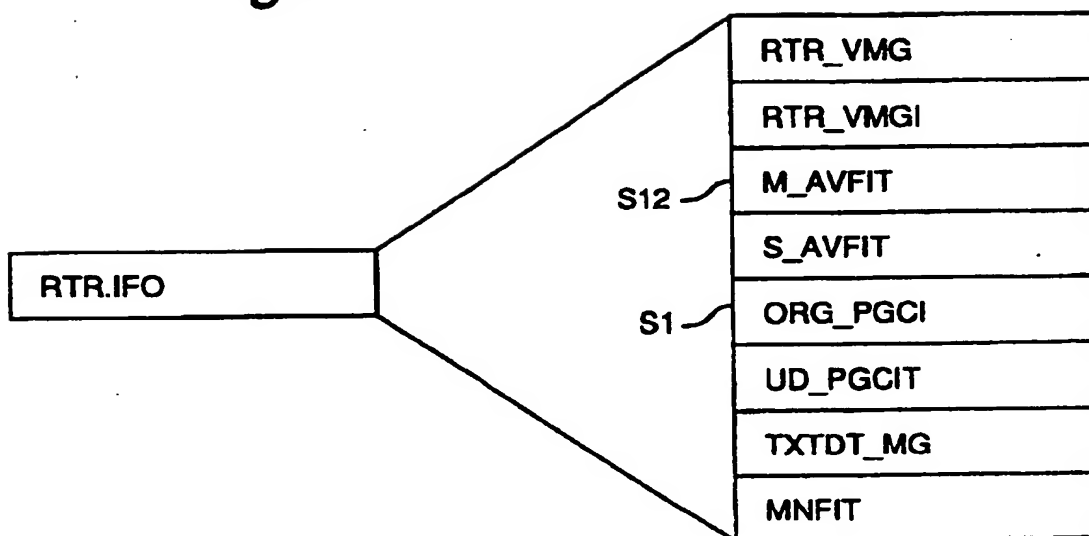 RTR_VMG
RTR_VMGI
M_AVFIT
S12
S_AVFIT
RTR.IFO
ORG_PGCI
S1
UD_PGCIT
TXTDT_MG
MNFIT